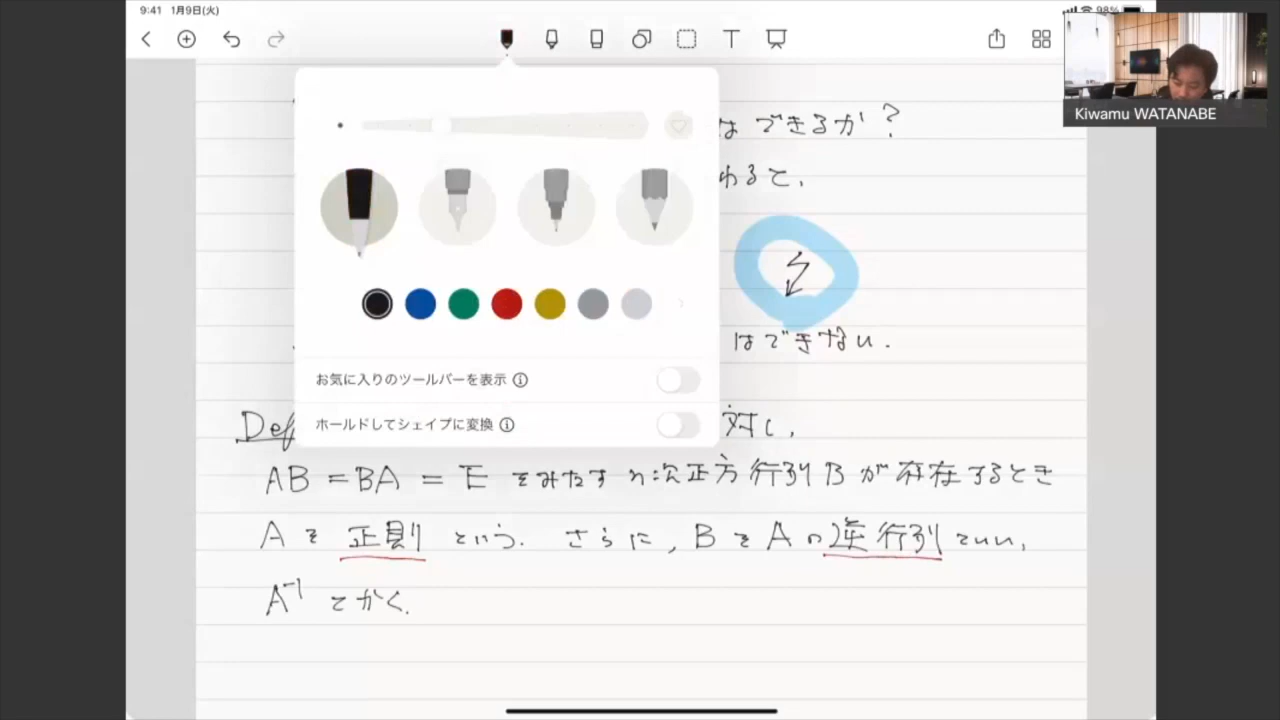 9:41 1月9日(火)
98%
Kiwamu WATANABE
はできるか?
わると,
はできない.
お気に入りのツールバーを表示
ホールドしてシェイプに変換
Def 対し,
AB = BA = E をみたす n次正方行列 B が存在するとき
A を 正則 という. さらに, B を A の 逆行列 といい,
A⁻¹ とかく.